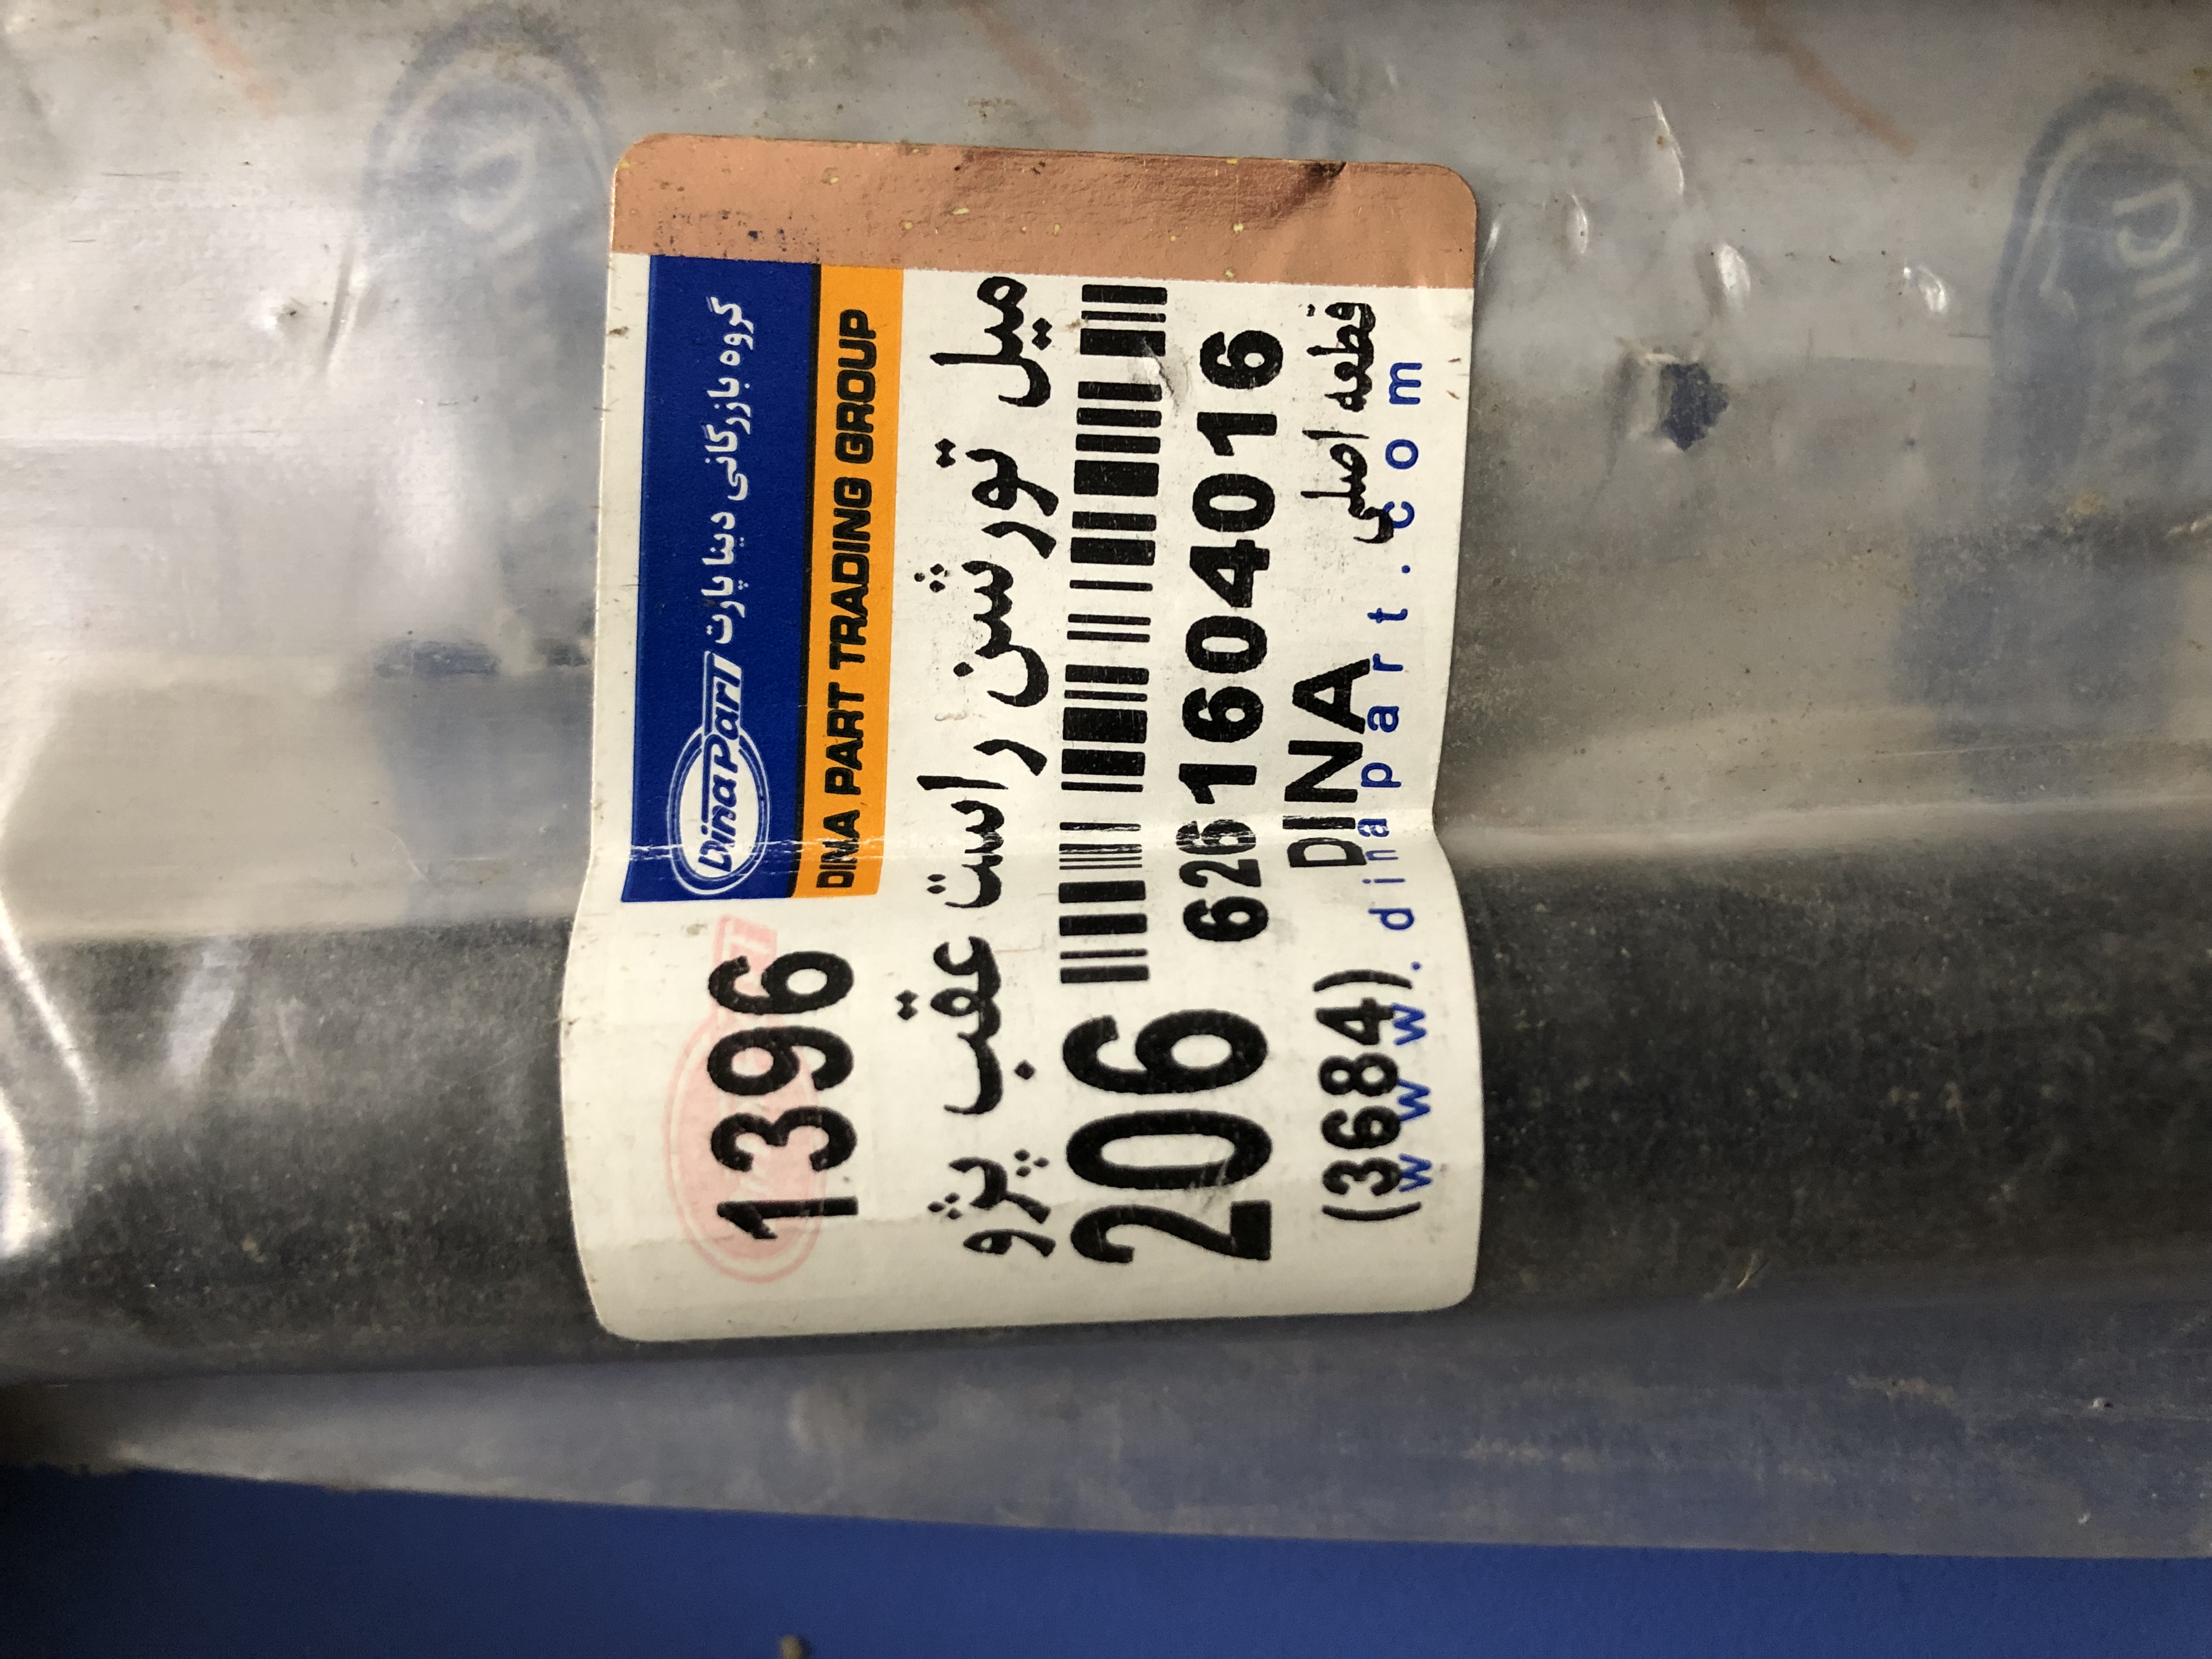 DinaPart گروه بازرگانی دینا پارت
DINA PART TRADING GROUP
1396
میل تورشن راست عقب پژو
206
6261604016
(3684) DINA قطعه اصلی
www.dinapart.com